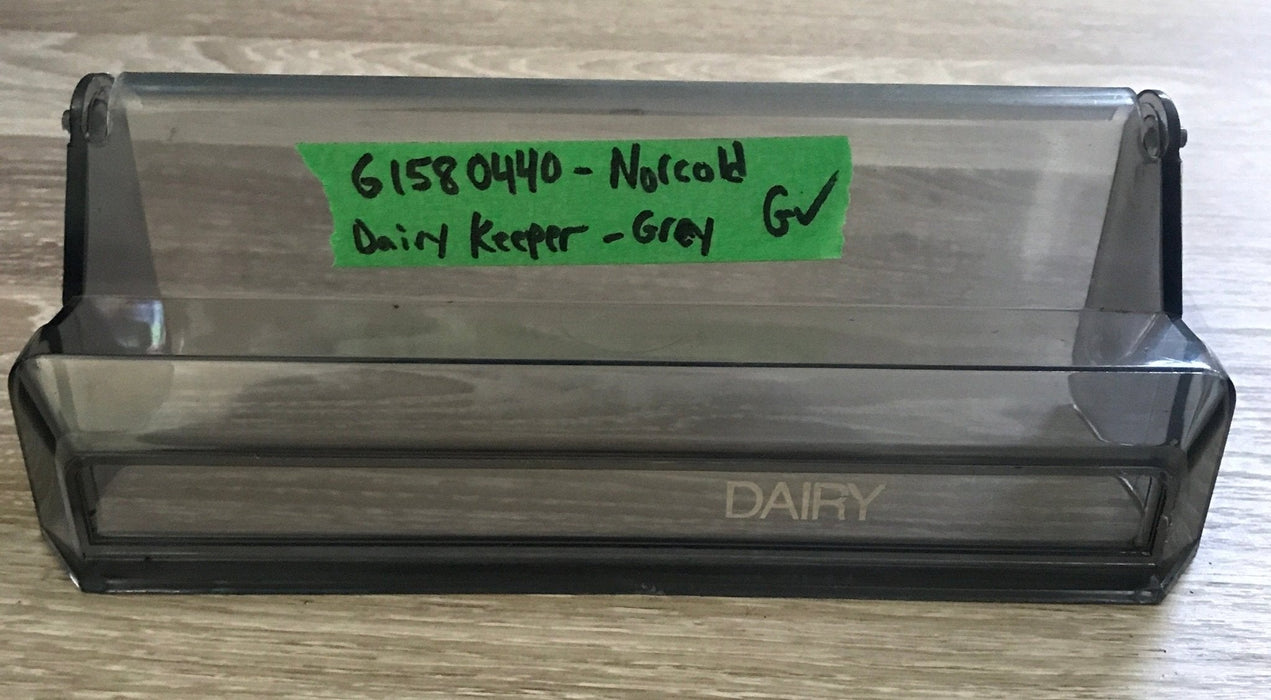 61580440 - Norcold
Dairy Keeper - Grey G✓
DAIRY